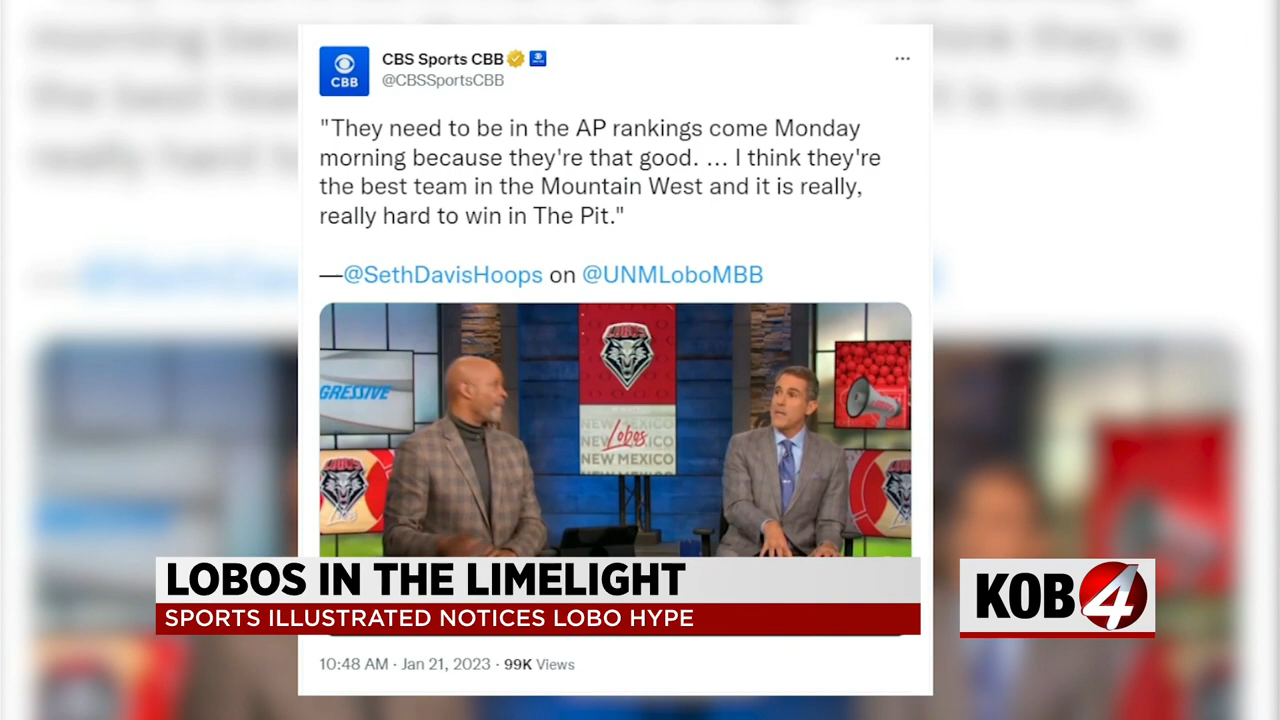 CBS Sports CBB
CBB
@CBSSportsCBB
"They need to be in the AP rankings come Monday
morning because they're that good. ... I think they're
the best team in the Mountain West and it is really,
really hard to win in The Pit."
—@SethDavisHoops on @UNMLoboMBB
LOBOS
GRESSIVE
NEW MEXICO
Lobos
NEW MEXICO
LOBOS IN THE LIMELIGHT
SPORTS ILLUSTRATED NOTICES LOBO HYPE
KOB 4
10:48 AM · Jan 21, 2023 · 99K Views